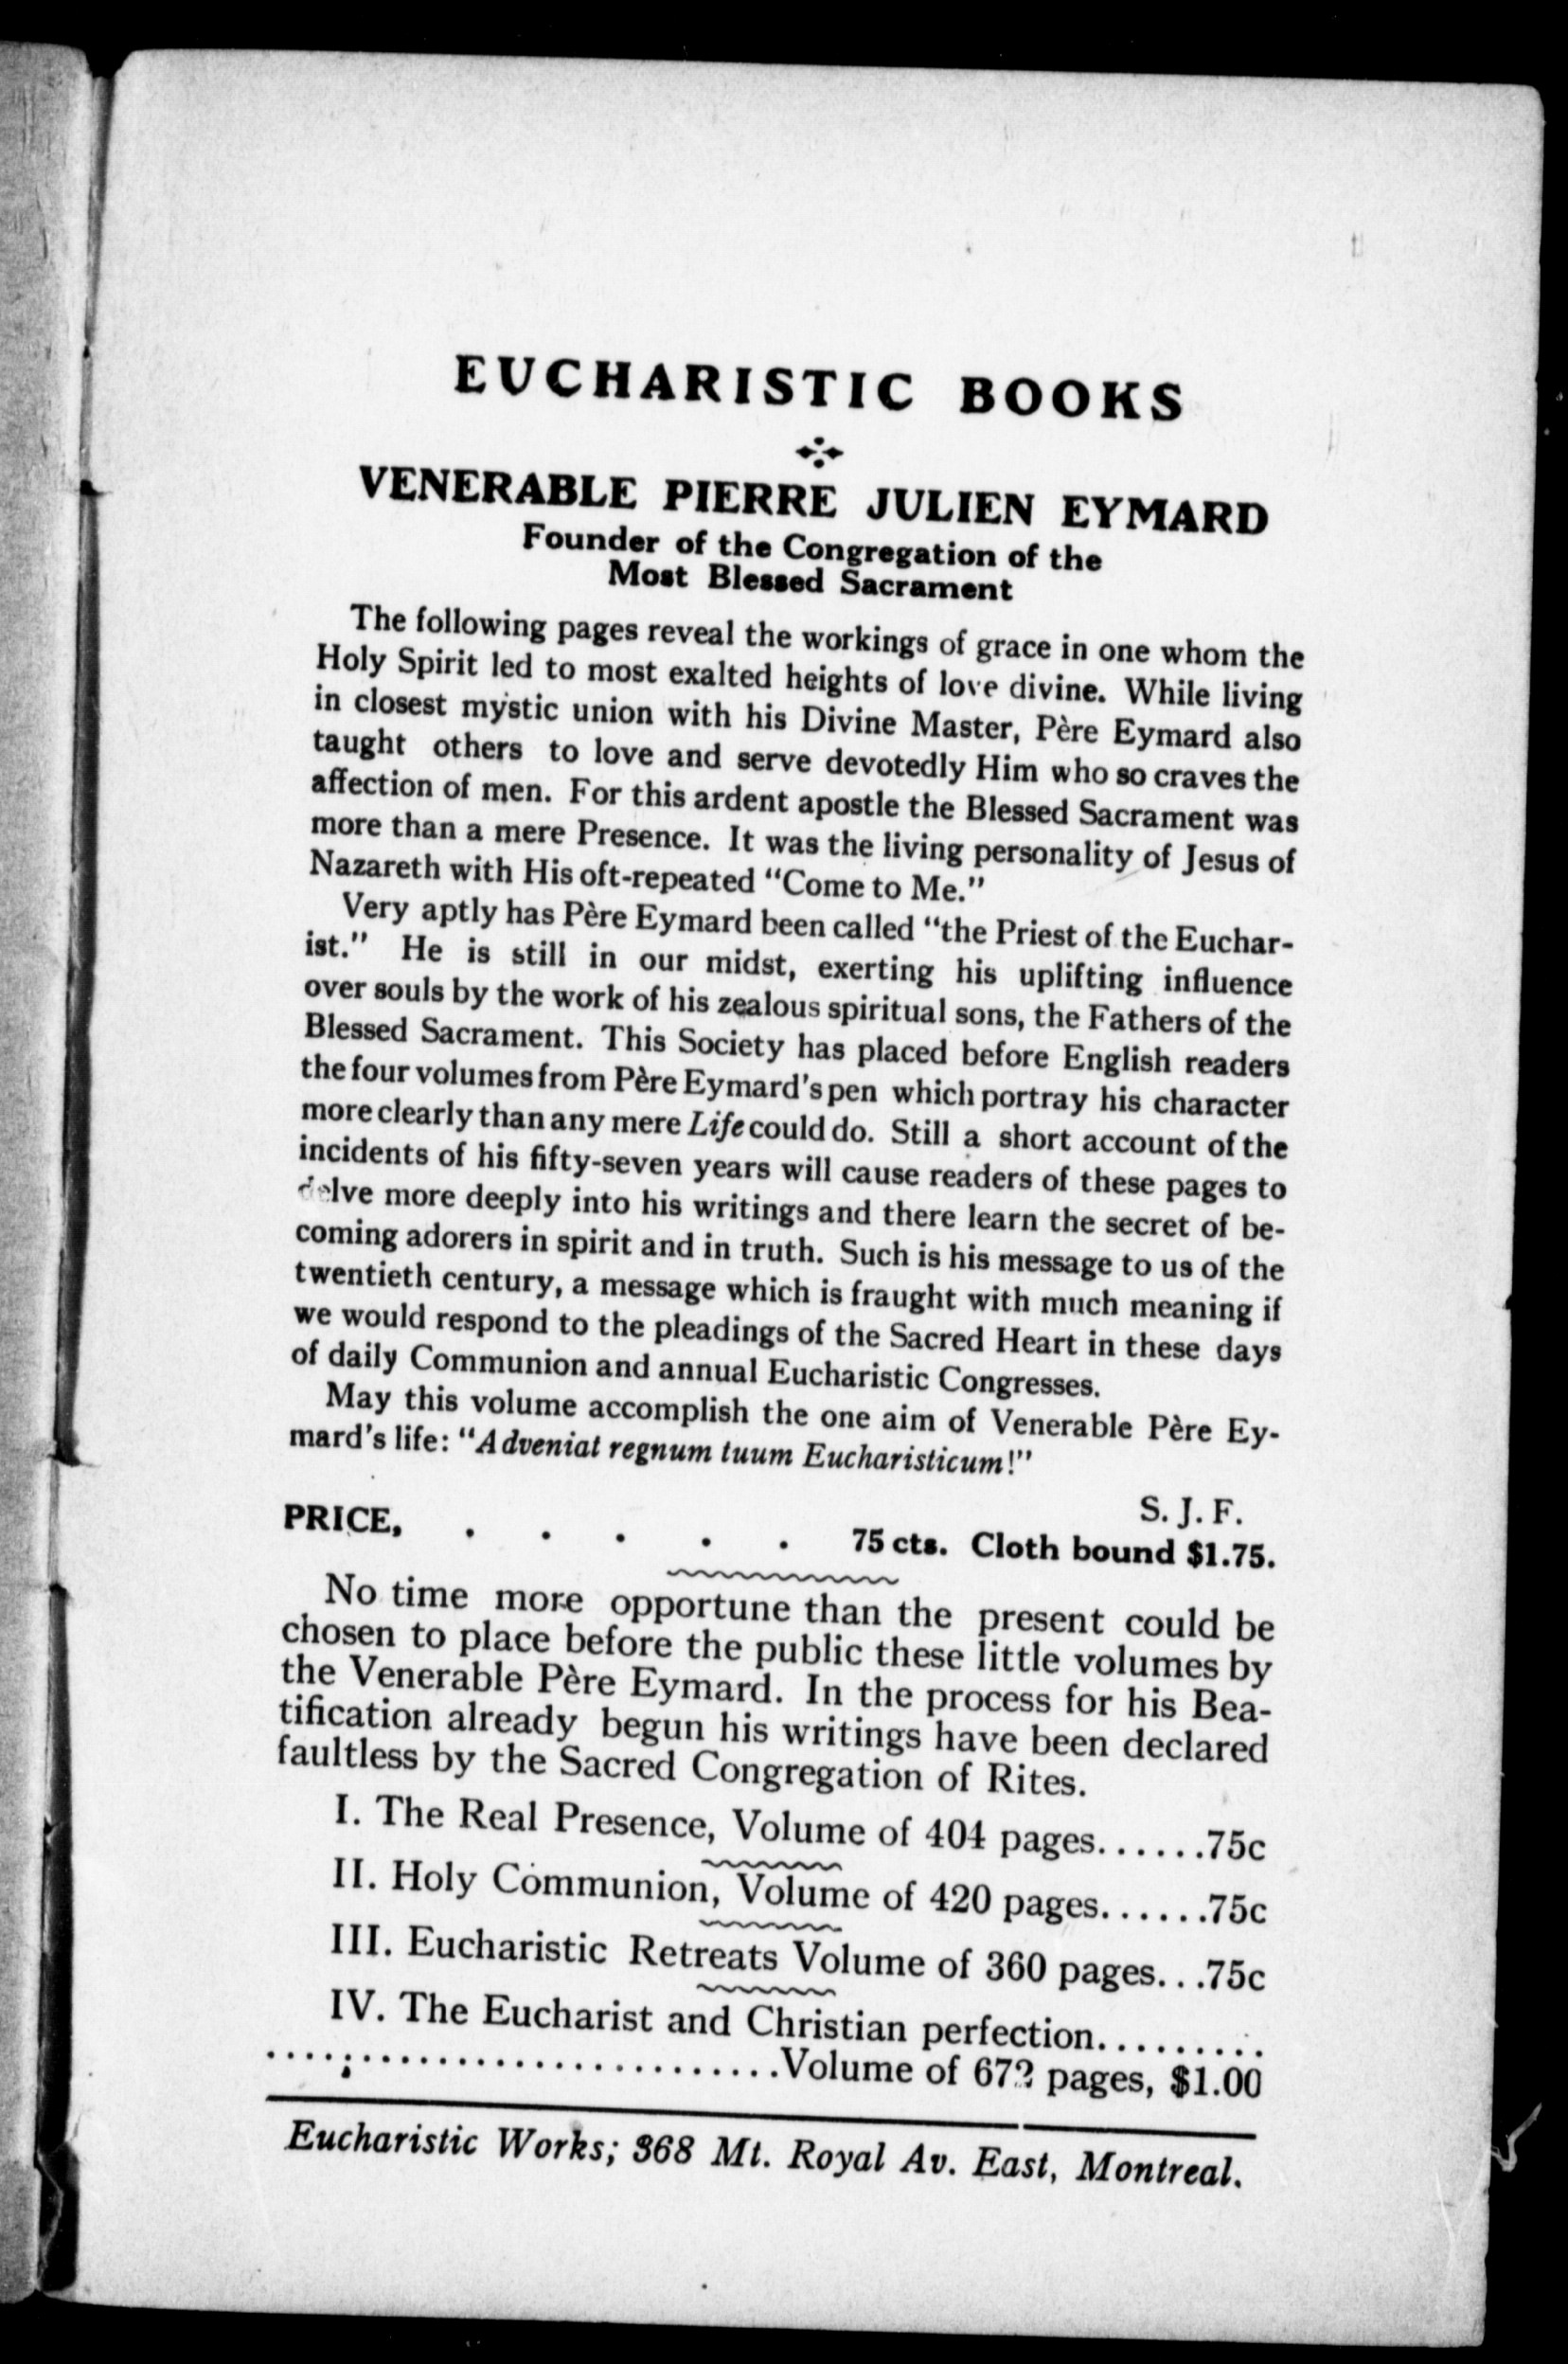 EUCHARISTIC BOOKS
VENERABLE PIERRE JULIEN EYMARD
Founder of the Congregation of the
Most Blessed Sacrament
The following pages reveal the workings of grace in one whom the
Holy Spirit led to most exalted heights of love divine. While living
in closest mystic union with his Divine Master, Père Eymard also
taught others to love and serve devotedly Him who so craves the
affection of men. For this ardent apostle the Blessed Sacrament was
more than a mere Presence. It was the living personality of Jesus of
Nazareth with His oft-repeated "Come to Me."
Very aptly has Père Eymard been called "the Priest of the Euchar-
ist." He is still in our midst, exerting his uplifting influence
over souls by the work of his zealous spiritual sons, the Fathers of the
Blessed Sacrament. This Society has placed before English readers
the four volumes from Père Eymard's pen which portray his character
more clearly than any mere Life could do. Still a short account of the
incidents of his fifty-seven years will cause readers of these pages to
delve more deeply into his writings and there learn the secret of be-
coming adorers in spirit and in truth. Such is his message to us of the
twentieth century, a message which is fraught with much meaning if
we would respond to the pleadings of the Sacred Heart in these days
of daily Communion and annual Eucharistic Congresses.
May this volume accomplish the one aim of Venerable Père Ey-
mard's life: "Adveniat regnum tuum Eucharisticum!"
S. J. F.
PRICE, . . . . . 75 cts. Cloth bound $1.75.
No time more opportune than the present could be
chosen to place before the public these little volumes by
the Venerable Père Eymard. In the process for his Bea-
tification already begun his writings have been declared
faultless by the Sacred Congregation of Rites.
I. The Real Presence, Volume of 404 pages......75c
II. Holy Communion, Volume of 420 pages......75c
III. Eucharistic Retreats Volume of 360 pages...75c
IV. The Eucharist and Christian perfection.........
...........................Volume of 672 pages, $1.00
Eucharistic Works; 368 Mt. Royal Av. East, Montreal.